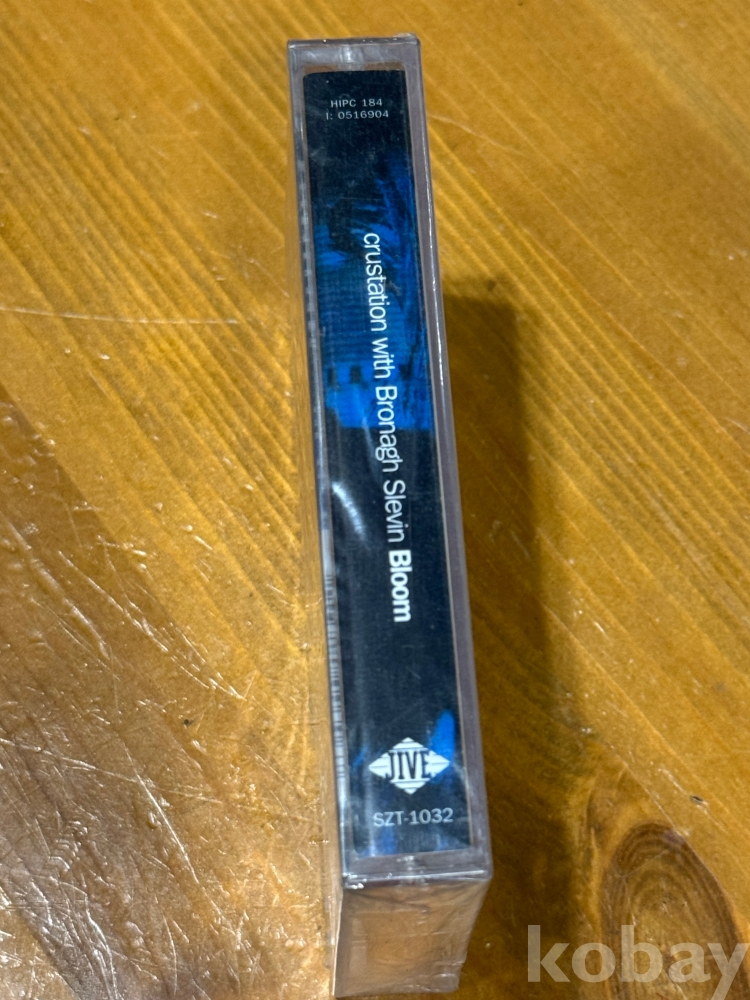 HIPC 184
I: 0516904
crustation with Bronagh Slevin Bloom
JIVE
SZT-1032
kobay